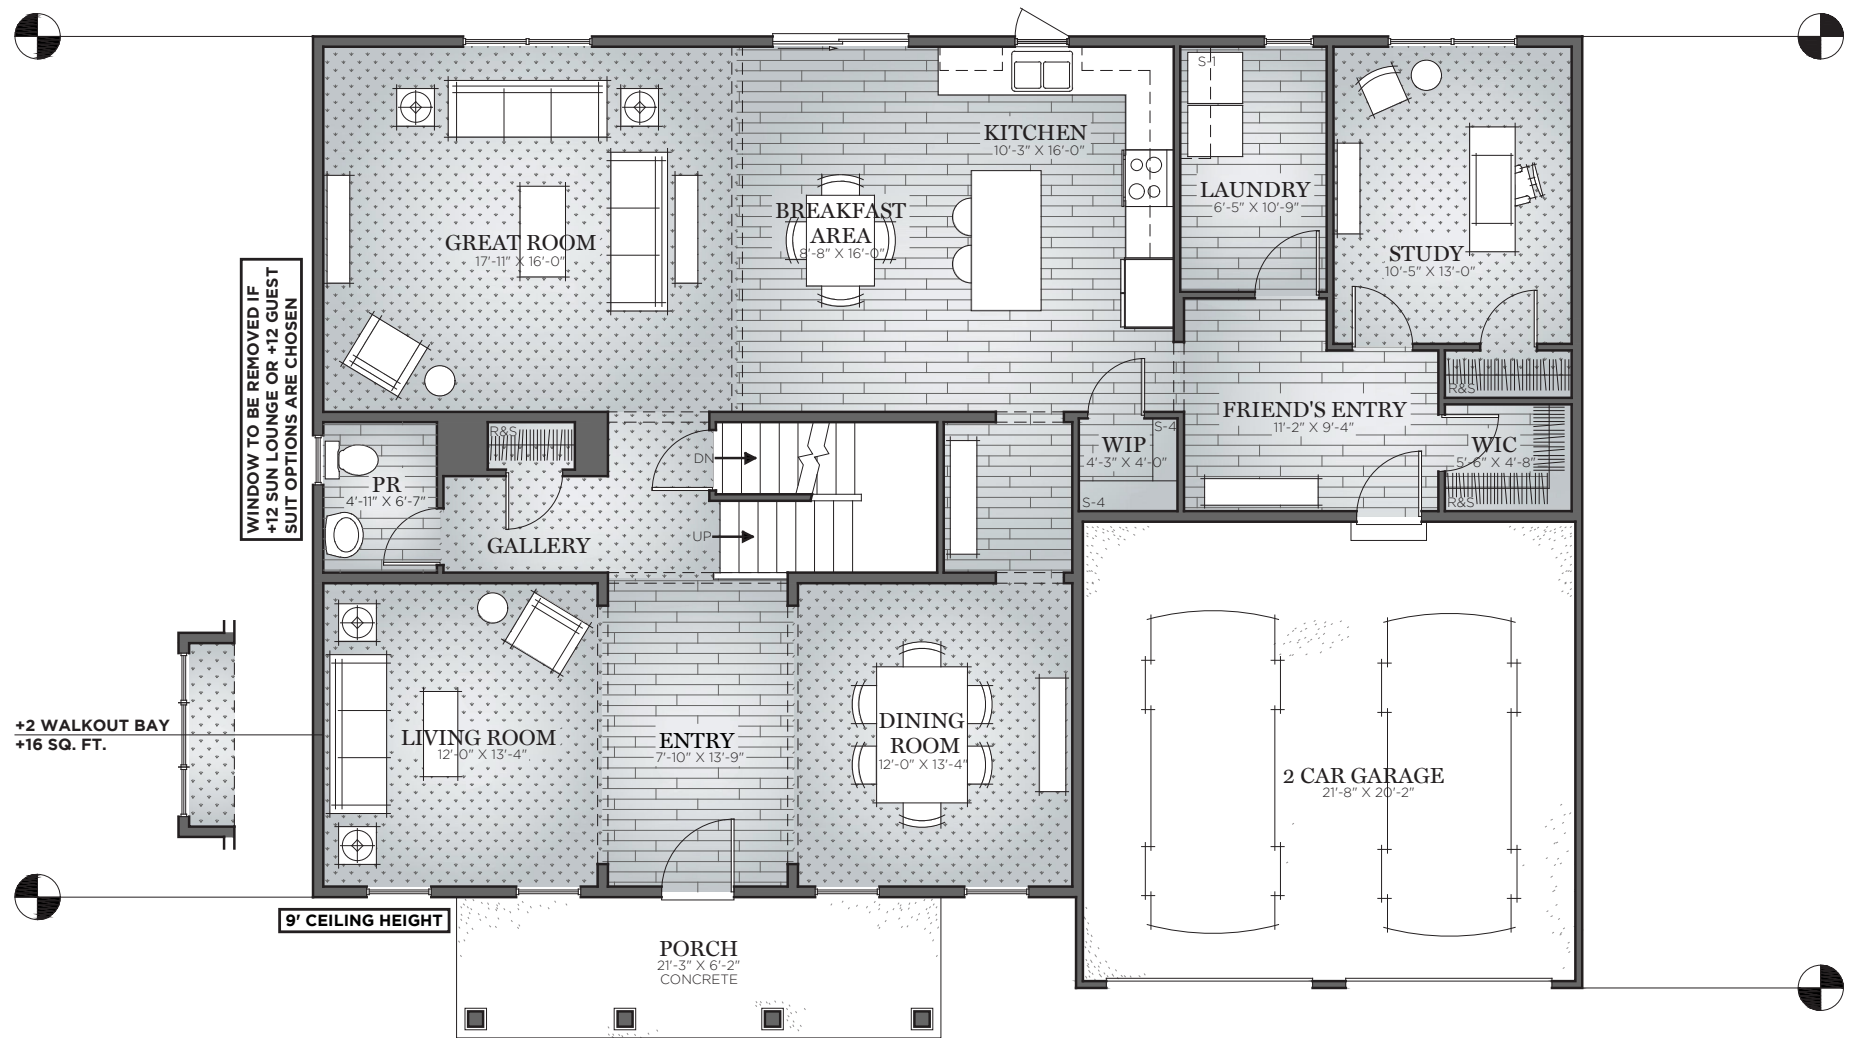 S-1
KITCHEN
10'-3" X 16'-0"
LAUNDRY
6'-5" X 10'-9"
BREAKFAST
AREA
8'-8" X 16'-0"
GREAT ROOM
17'-11" X 16'-0"
STUDY
10'-5" X 13'-0"
WINDOW TO BE REMOVED IF
+12 SUN LOUNGE OR +12 GUEST
SUIT OPTIONS ARE CHOSEN
R&S
FRIEND'S ENTRY
11'-2" X 9'-4"
R&S
DN
S-4
WIP
4'-3" X 4'-0"
S-4
WIC
5'-6" X 4'-8"
R&S
PR
4'-11" X 6'-7"
UP
GALLERY
+2 WALKOUT BAY
+16 SQ. FT.
LIVING ROOM
12'-0" X 13'-4"
ENTRY
7'-10" X 13'-9"
DINING
ROOM
12'-0" X 13'-4"
2 CAR GARAGE
21'-8" X 20'-2"
9' CEILING HEIGHT
PORCH
21'-3" X 6'-2"
CONCRETE